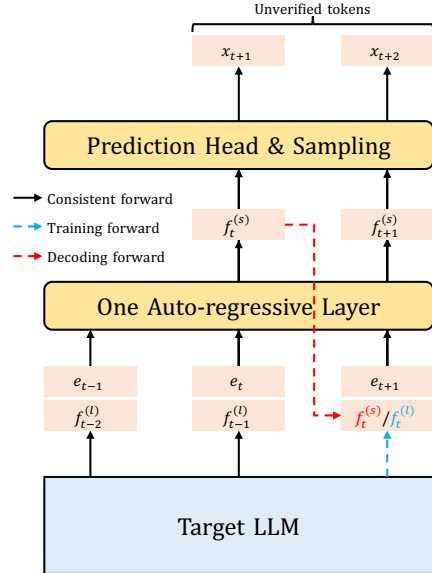 Unverified tokens
x_{t+1} x_{t+2}
Prediction Head & Sampling
Consistent forward
Training forward
Decoding forward
f_t^{(s)} f_{t+1}^{(s)}
One Auto-regressive Layer
e_{t−1} e_t e_{t+1}
f_{t−2}^{(l)} f_{t−1}^{(l)} f_t^{(s)}/f_t^{(l)}
Target LLM